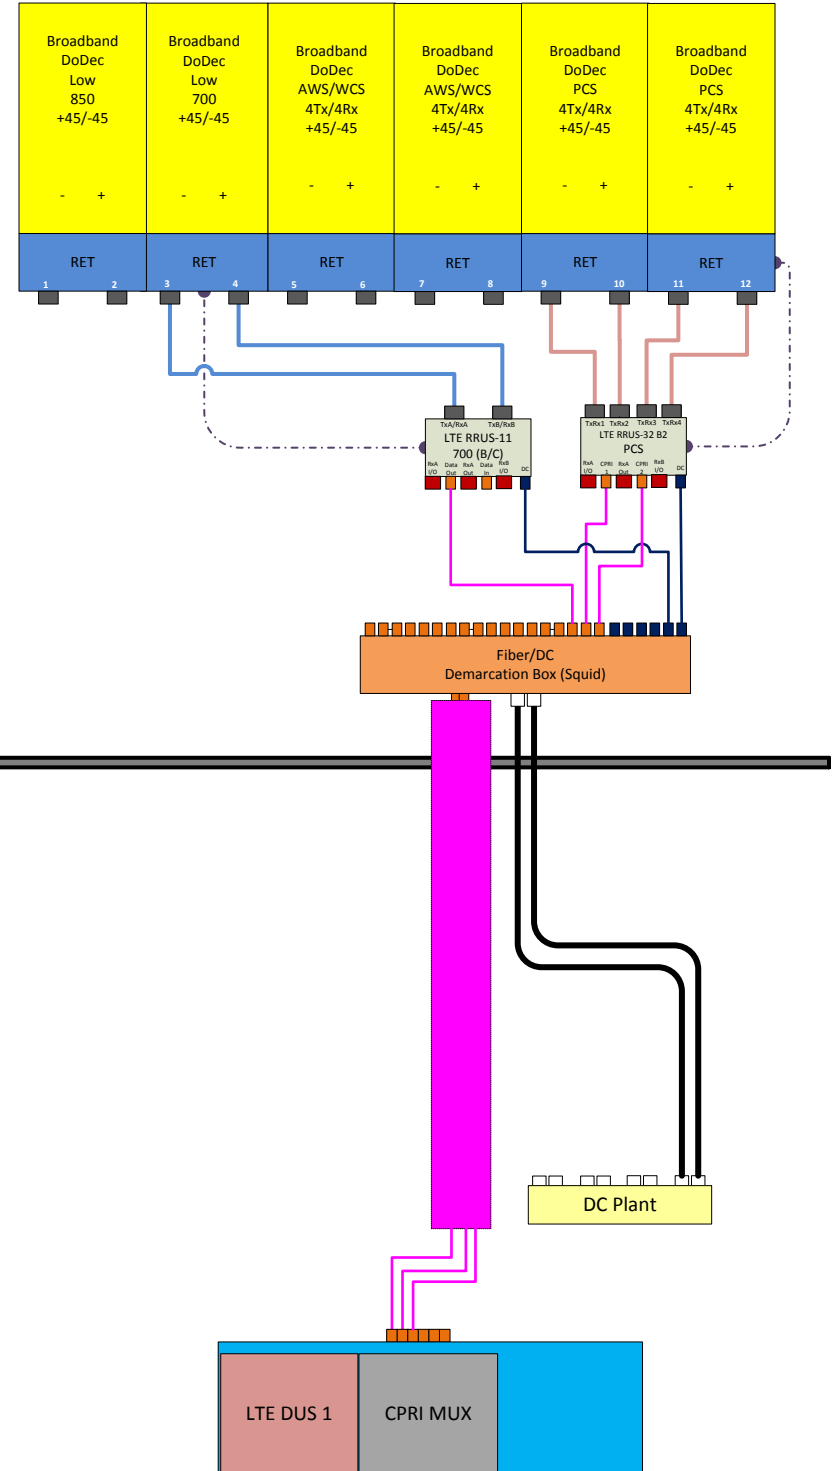 Broadband
DoDec
Low
850
+45/-45
- +
Broadband
DoDec
Low
700
+45/-45
- +
Broadband
DoDec
AWS/WCS
4Tx/4Rx
+45/-45
- +
Broadband
DoDec
AWS/WCS
4Tx/4Rx
+45/-45
- +
Broadband
DoDec
PCS
4Tx/4Rx
+45/-45
- +
Broadband
DoDec
PCS
4Tx/4Rx
+45/-45
- +
RET
RET
RET
RET
RET
RET
1 2 3 4 5 6 7 8 9 10 11 12
TxA/RxA TxB/RxB
LTE RRUS-11
700 (B/C)
RxA
I/O
Data
Out
RxA
Out
Data
In
RxB
I/O
DC
TxRx1 TxRx2 TxRx3 TxRx4
LTE RRUS-32 B2
PCS
RxA
I/O
CPRI
1
RxA
Out
CPRI
2
RxB
I/O
DC
Fiber/DC
Demarcation Box (Squid)
DC Plant
LTE DUS 1
CPRI MUX